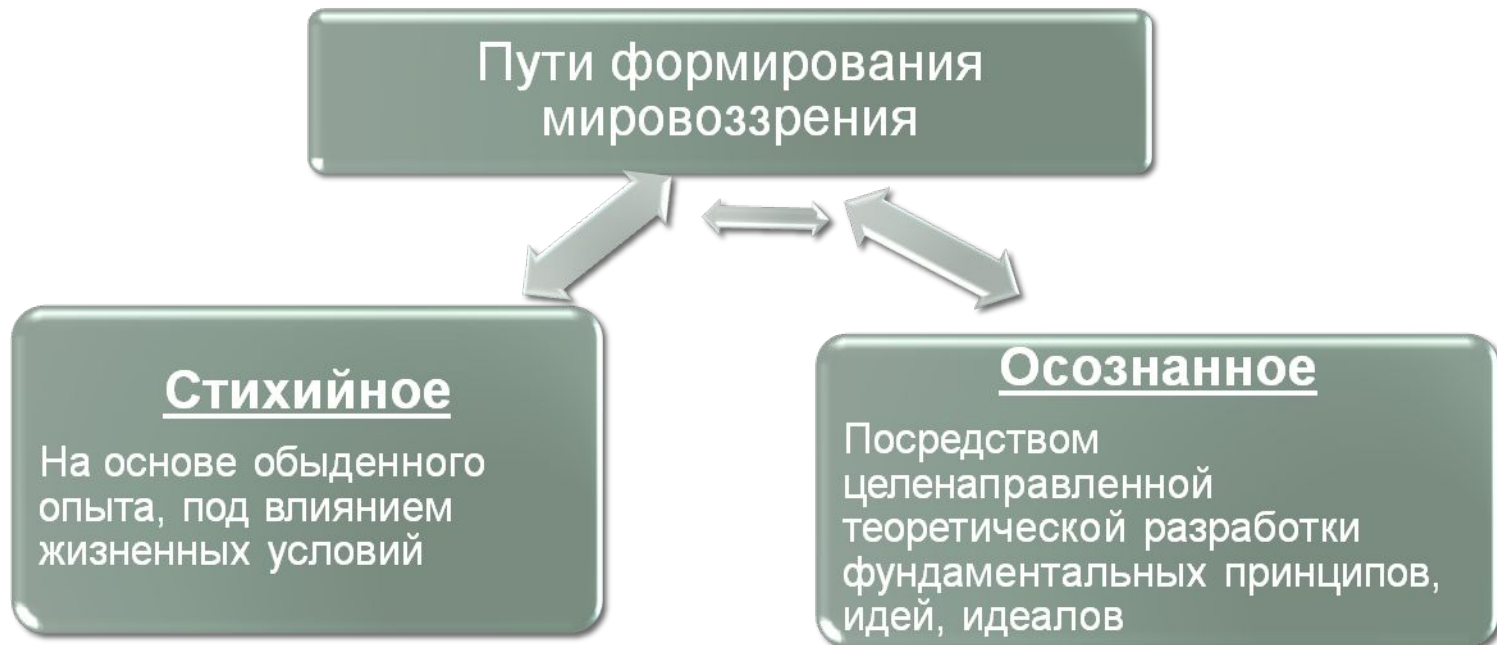 Пути формирования
мировоззрения
Стихийное
На основе обыденного
опыта, под влиянием
жизненных условий
Осознанное
Посредством
целенаправленной
теоретической разработки
фундаментальных принципов,
идей, идеалов